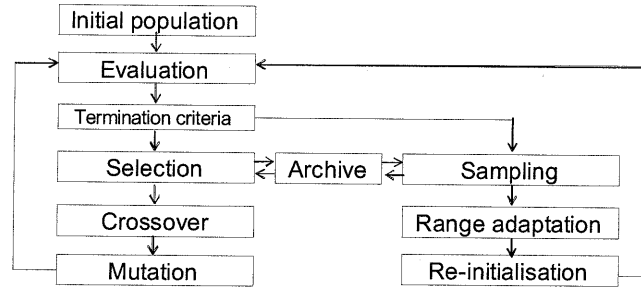 Initial population
Evaluation
Termination criteria
Selection
Archive
Sampling
Crossover
Range adaptation
Mutation
Re-initialisation